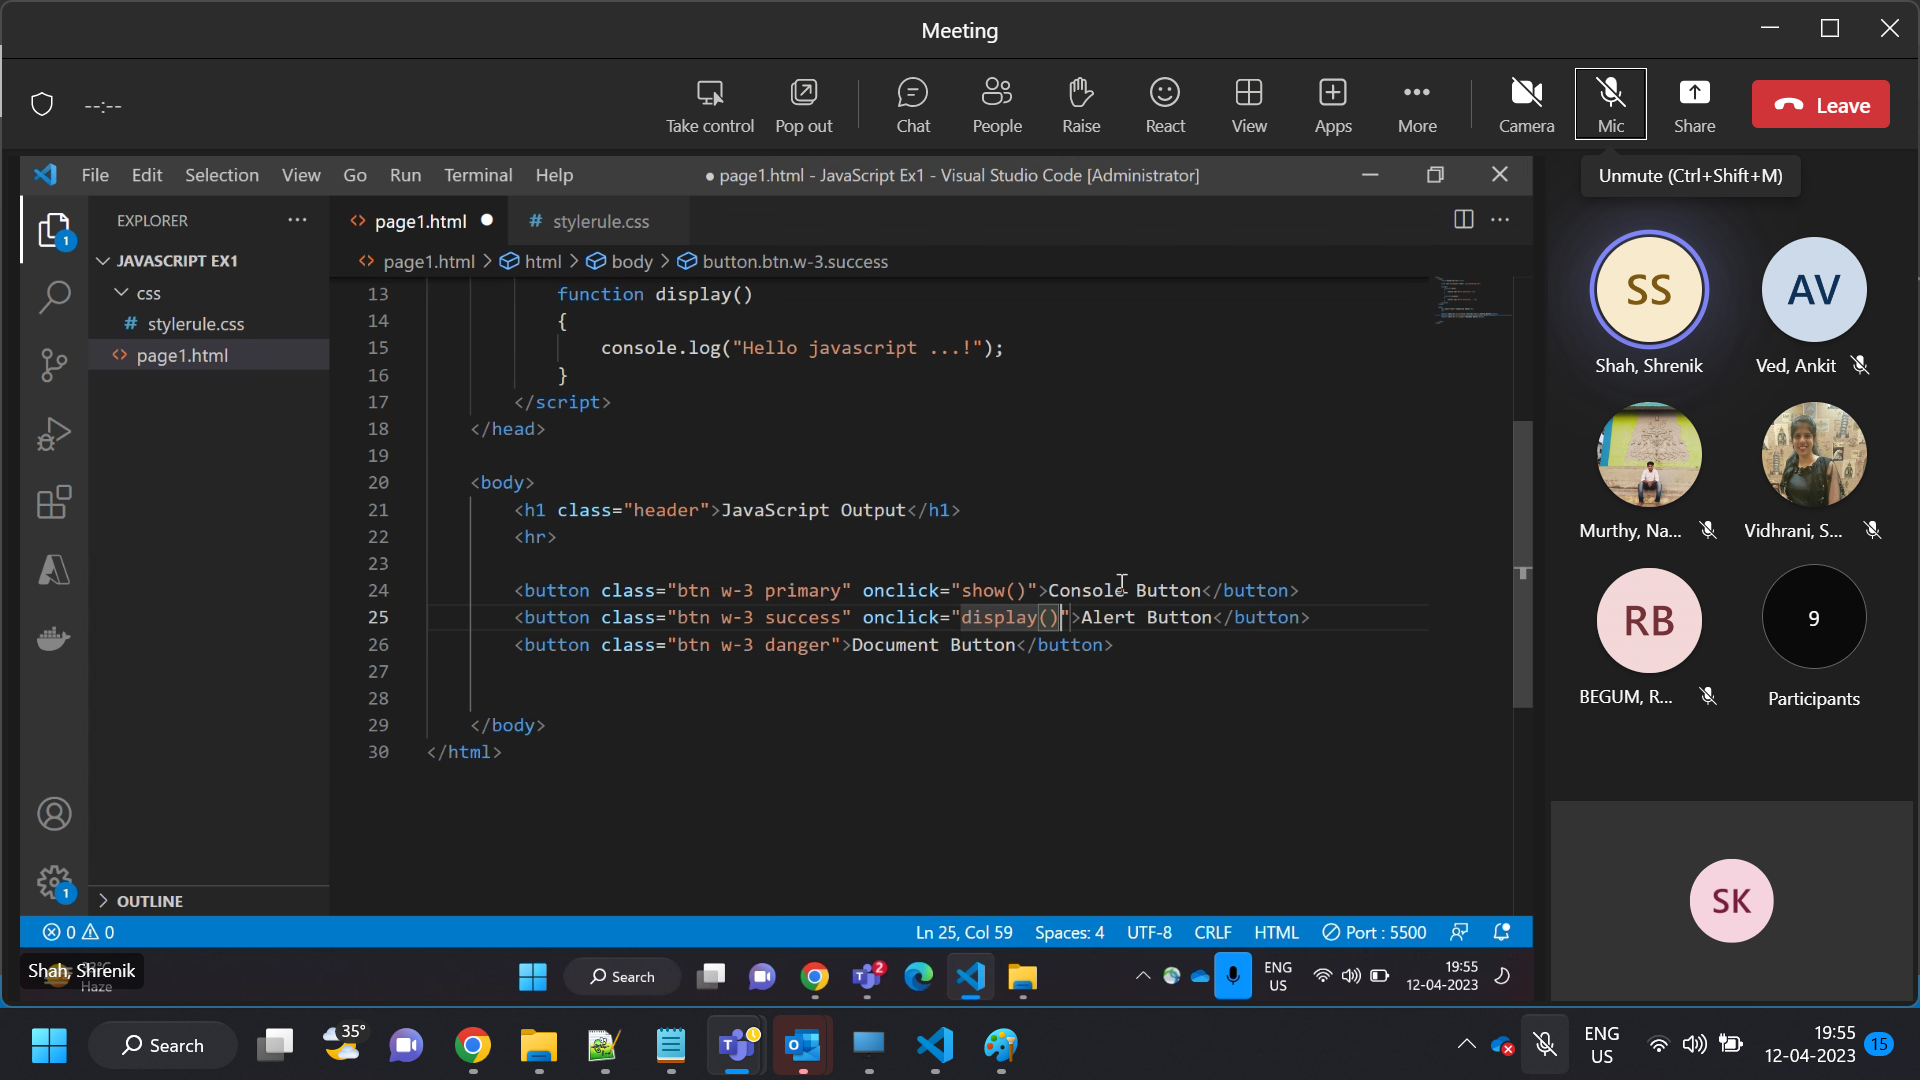 Meeting
--:--
Take control
Pop out
Chat
People
Raise
React
View
Apps
More
Camera
Mic
Share
Leave
Unmute (Ctrl+Shift+M)
File Edit Selection View Go Run Terminal Help
● page1.html - JavaScript Ex1 - Visual Studio Code [Administrator]
EXPLORER
JAVASCRIPT EX1
css
# stylerule.css
<> page1.html
OUTLINE
1
1
<> page1.html ●
# stylerule.css
<> page1.html > html > body > button.btn.w-3.success
13 function display()
14 {
15 console.log("Hello javascript ...!");
16 }
17 </script>
18 </head>
19
20 <body>
21 <h1 class="header">JavaScript Output</h1>
22 <hr>
23
24 <button class="btn w-3 primary" onclick="show()">Console Button</button>
25 <button class="btn w-3 success" onclick="display()">Alert Button</button>
26 <button class="btn w-3 danger">Document Button</button>
27
28
29 </body>
30 </html>
0 0
Ln 25, Col 59
Spaces: 4
UTF-8
CRLF
HTML
Port : 5500
Shah, Shrenik
Haze
Search
2
ENG
US
19:55
12-04-2023
SS
Shah, Shrenik
AV
Ved, Ankit
Murthy, Na...
Vidhrani, S...
RB
BEGUM, R...
9
Participants
SK
Search
35°
ENG
US
19:55
12-04-2023
15